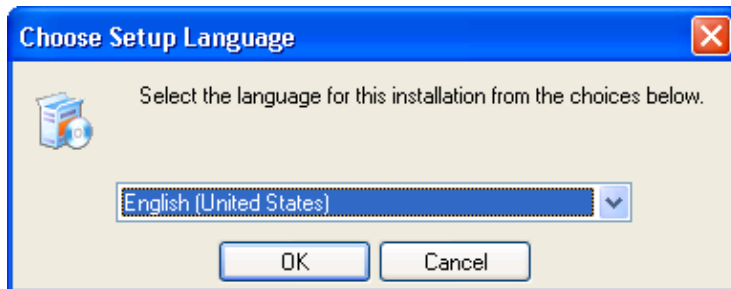 Choose Setup Language
Select the language for this installation from the choices below.
English (United States)
OK
Cancel